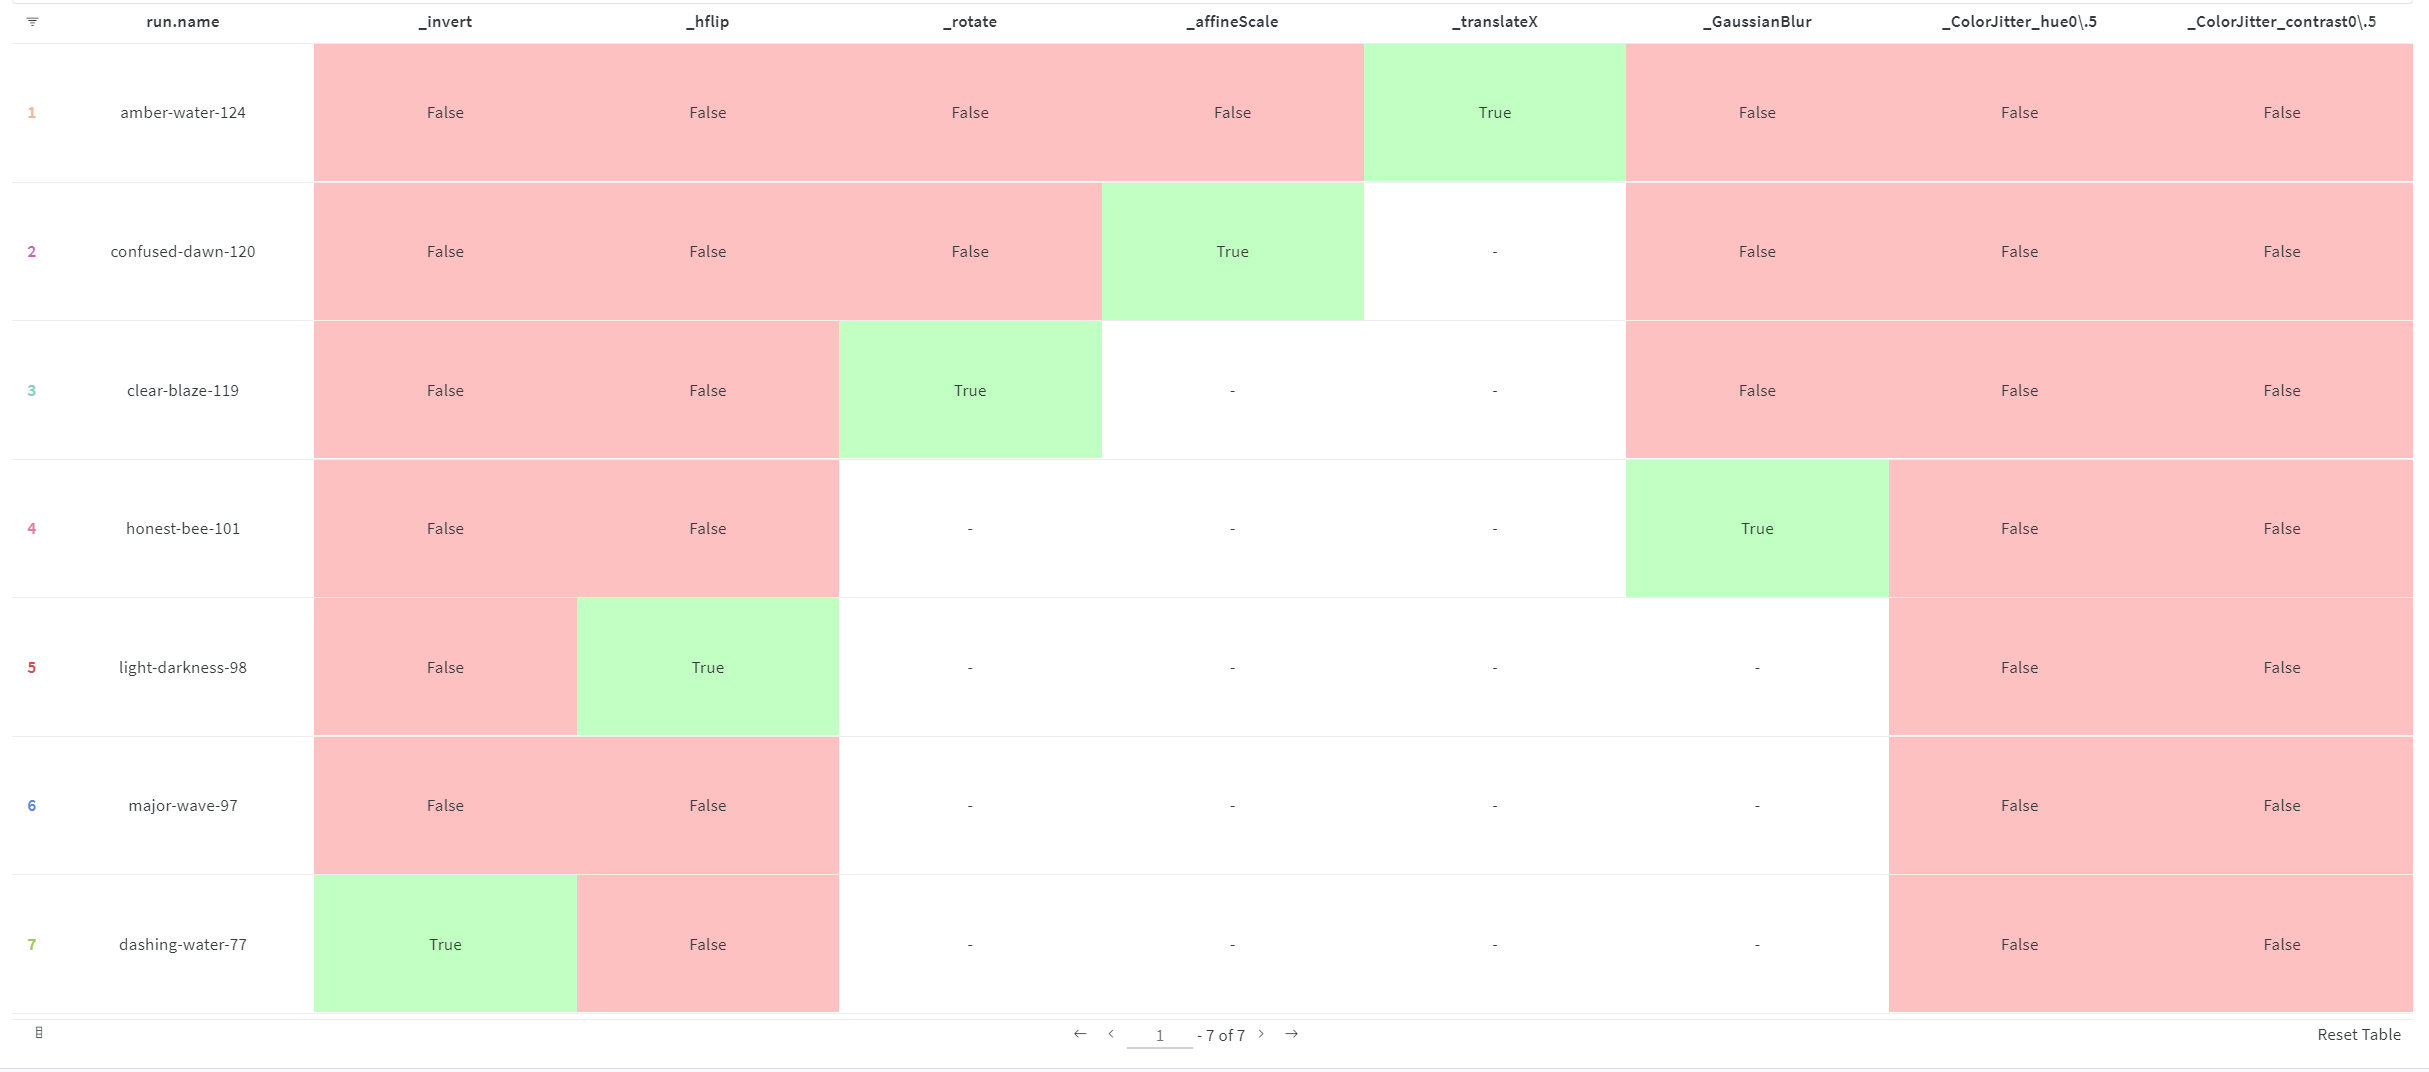 run.name _invert _hflip _rotate _affineScale _translateX _GaussianBlur _ColorJitter_hue0\.5 _ColorJitter_contrast0\.5
1 amber-water-124 False False False False True False False False
2 confused-dawn-120 False False False True - False False False
3 clear-blaze-119 False False True - - False False False
4 honest-bee-101 False False - - - True False False
5 light-darkness-98 False True - - - - False False
6 major-wave-97 False False - - - - False False
7 dashing-water-77 True False - - - - False False
1 - 7 of 7 Reset Table